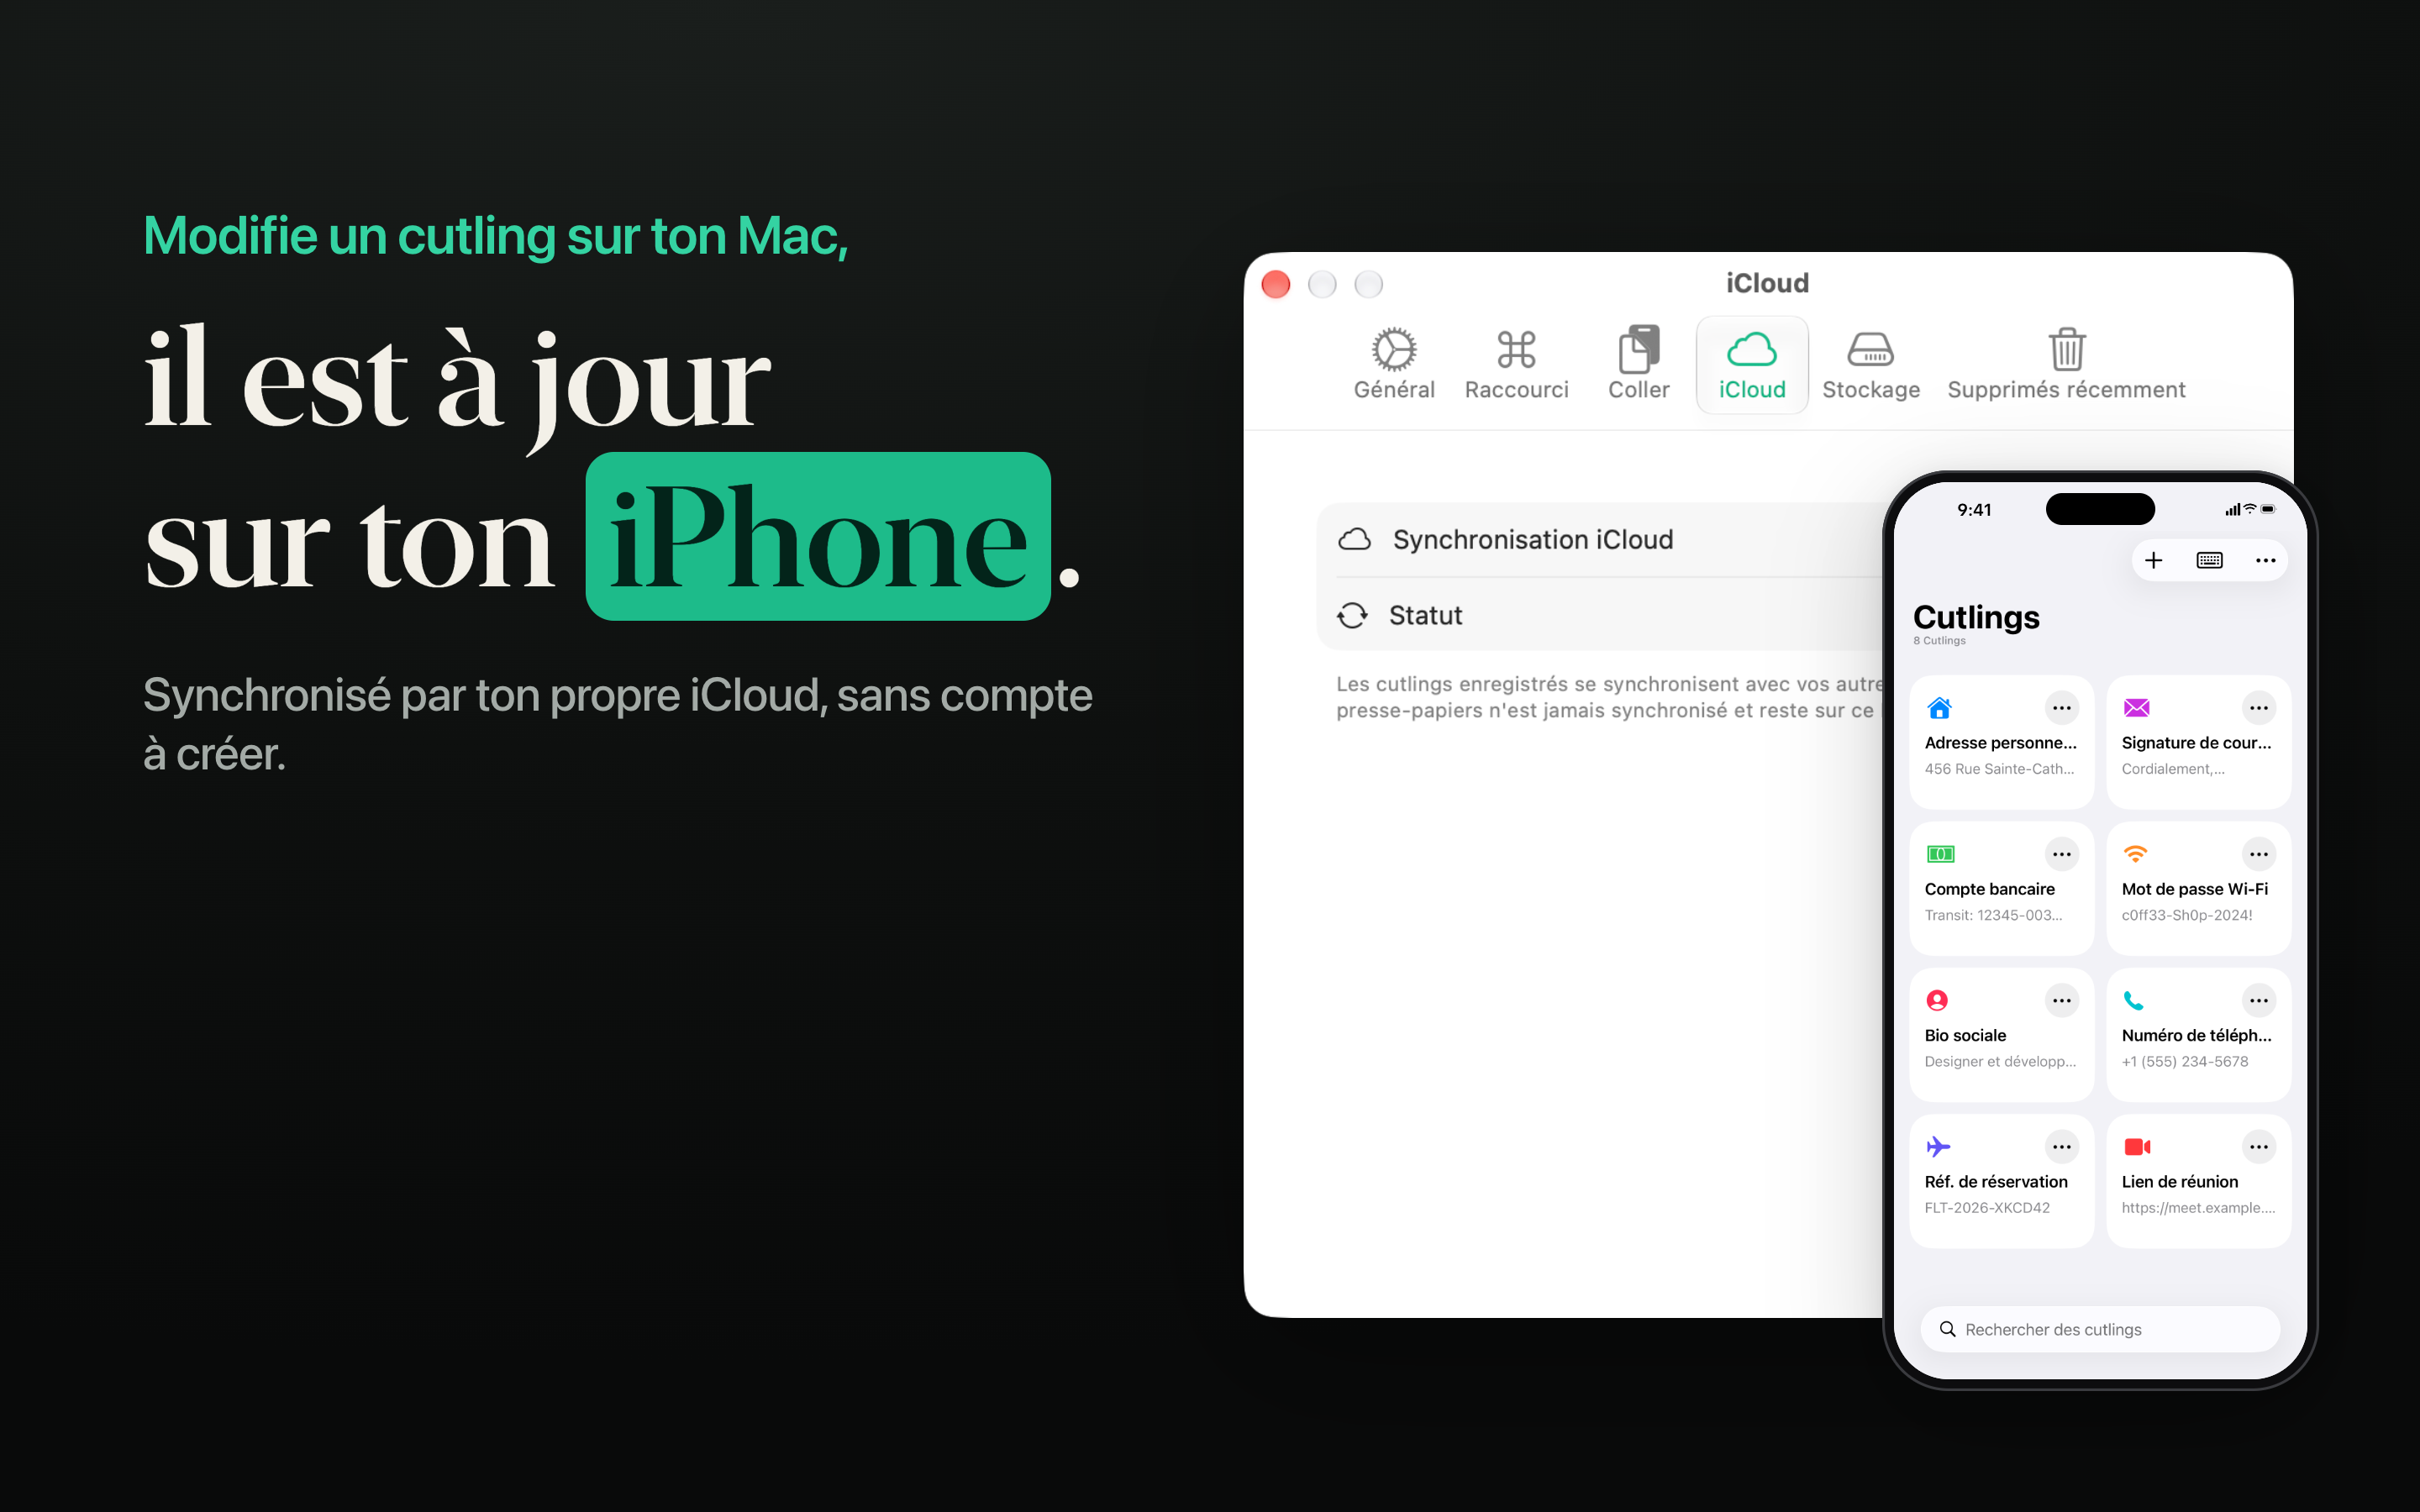 Modifie un cutling sur ton Mac,
il est à jour
sur ton iPhone.
Synchronisé par ton propre iCloud, sans compte
à créer.
iCloud
Général
Raccourci
Coller
iCloud
Stockage
Supprimés récemment
Synchronisation iCloud
Statut
Les cutlings enregistrés se synchronisent avec vos autre
presse-papiers n'est jamais synchronisé et reste sur ce
9:41
Cutlings
8 Cutlings
Adresse personne...
456 Rue Sainte-Cath...
Signature de cour...
Cordialement,...
Compte bancaire
Transit: 12345-003...
Mot de passe Wi-Fi
c0ff33-Sh0p-2024!
Bio sociale
Designer et développ...
Numéro de téléph...
+1 (555) 234-5678
Réf. de réservation
FLT-2026-XKCD42
Lien de réunion
https://meet.example....
Rechercher des cutlings